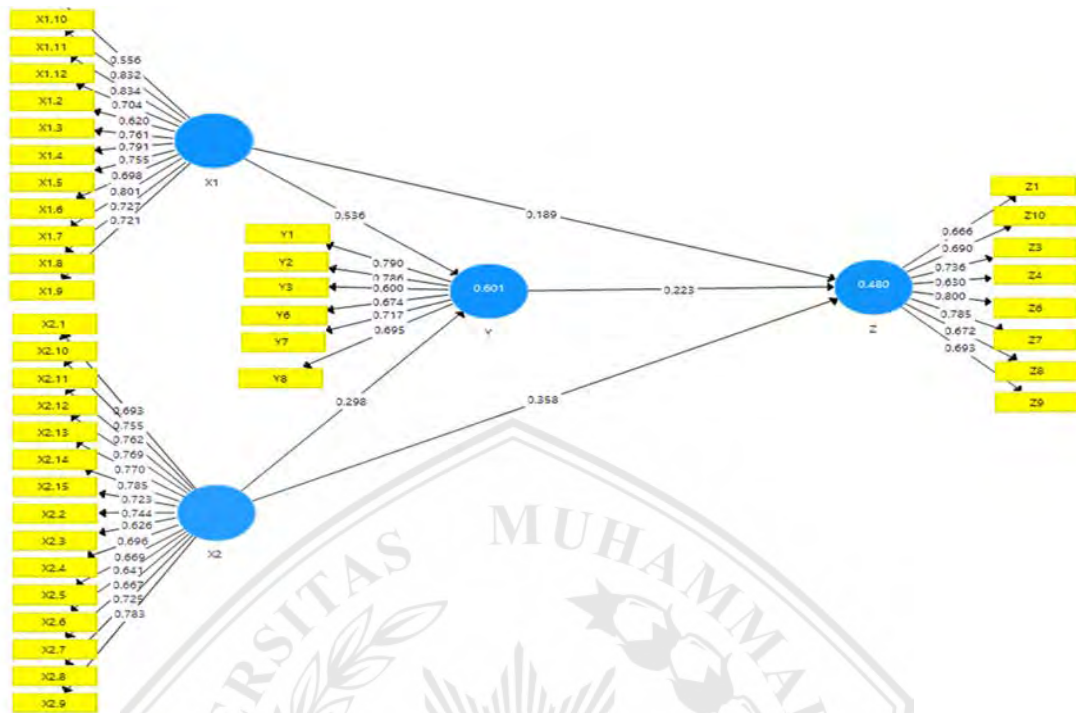 X1.10
X1.11
X1.12
X1.2
X1.3
X1.4
X1.5
X1.6
X1.7
X1.8
X1.9
0.556
0.832
0.834
0.704
0.620
0.761
0.791
0.755
0.698
0.801
0.727
0.721
X1
0.536
0.189
Y1
Y2
Y3
Y6
Y7
Y8
0.790
0.786
0.600
0.674
0.717
0.695
0.601
Y
0.223
0.480
Z
0.666
0.690
0.736
0.630
0.800
0.785
0.672
0.693
Z1
Z10
Z3
Z4
Z6
Z7
Z8
Z9
X2.1
X2.10
X2.11
X2.12
X2.13
X2.14
X2.15
X2.2
X2.3
X2.4
X2.5
X2.6
X2.7
X2.8
X2.9
0.693
0.755
0.762
0.769
0.770
0.785
0.723
0.744
0.626
0.696
0.669
0.641
0.667
0.725
0.783
X2
0.298
0.358
RSITAS MUHAMMA